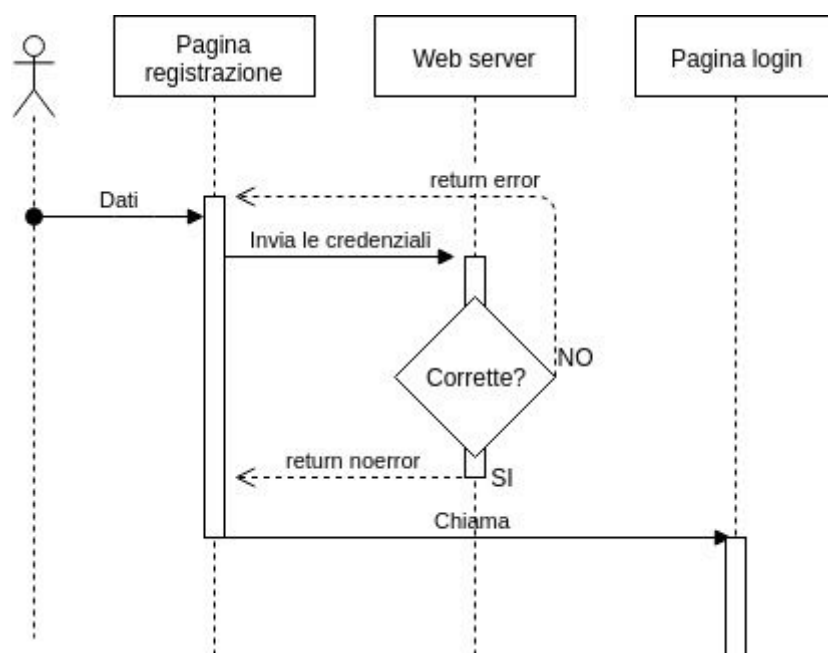 Pagina
registrazione
Web server
Pagina login
return error
Dati
Invia le credenziali
NO
Corrette?
return noerror
SI
Chiama